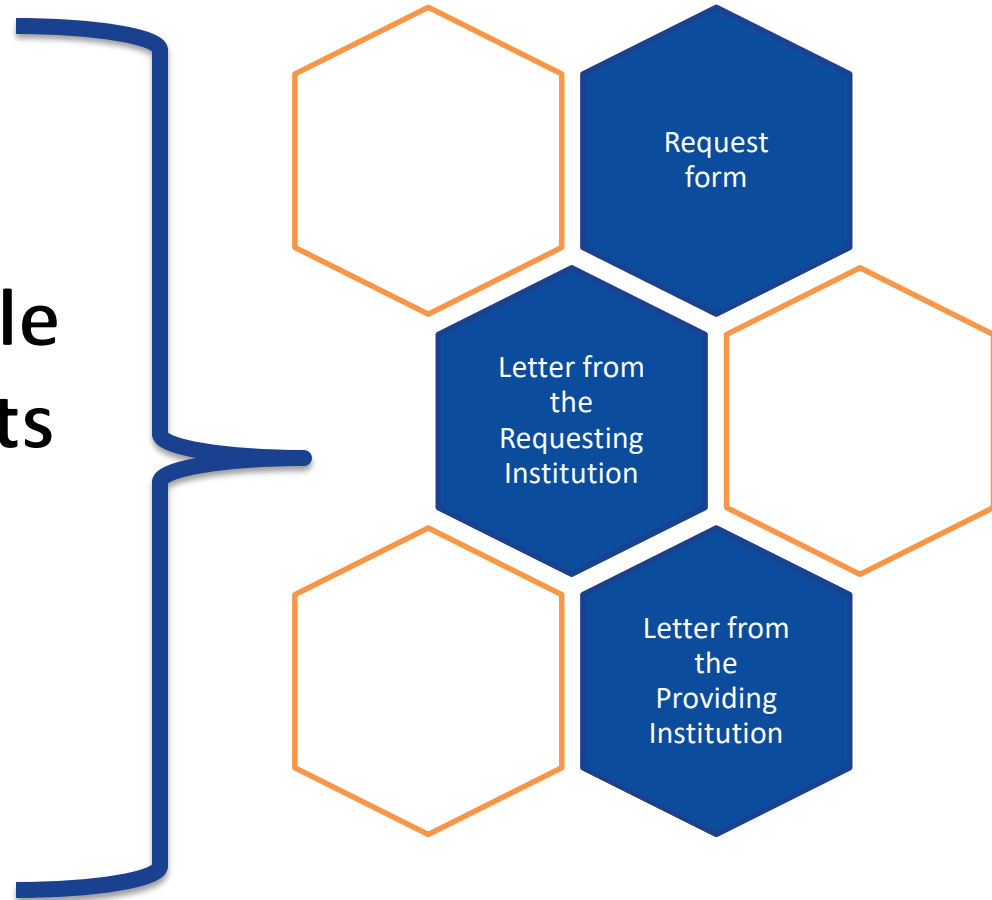 le
ts
Request
form
Letter from
the
Requesting
Institution
Letter from
the
Providing
Institution